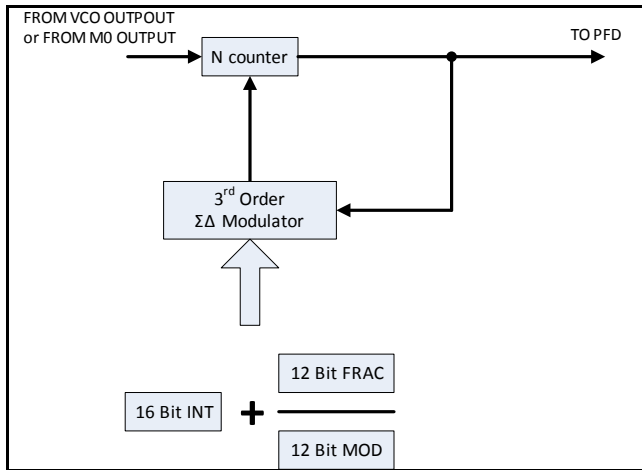 FROM VCO OUTPOUT
or FROM M0 OUTPUT
TO PFD
N counter
3rd Order
ΣΔ Modulator
12 Bit FRAC
16 Bit INT
+
12 Bit MOD